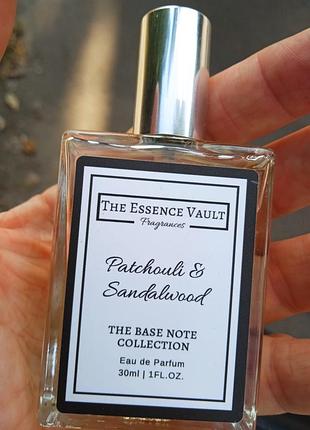 THE ESSENCE VAULT
Fragrances
Patchouli &
Sandalwood
THE BASE NOTE
COLLECTION
Eau de Parfum
30ml | 1FL.OZ.